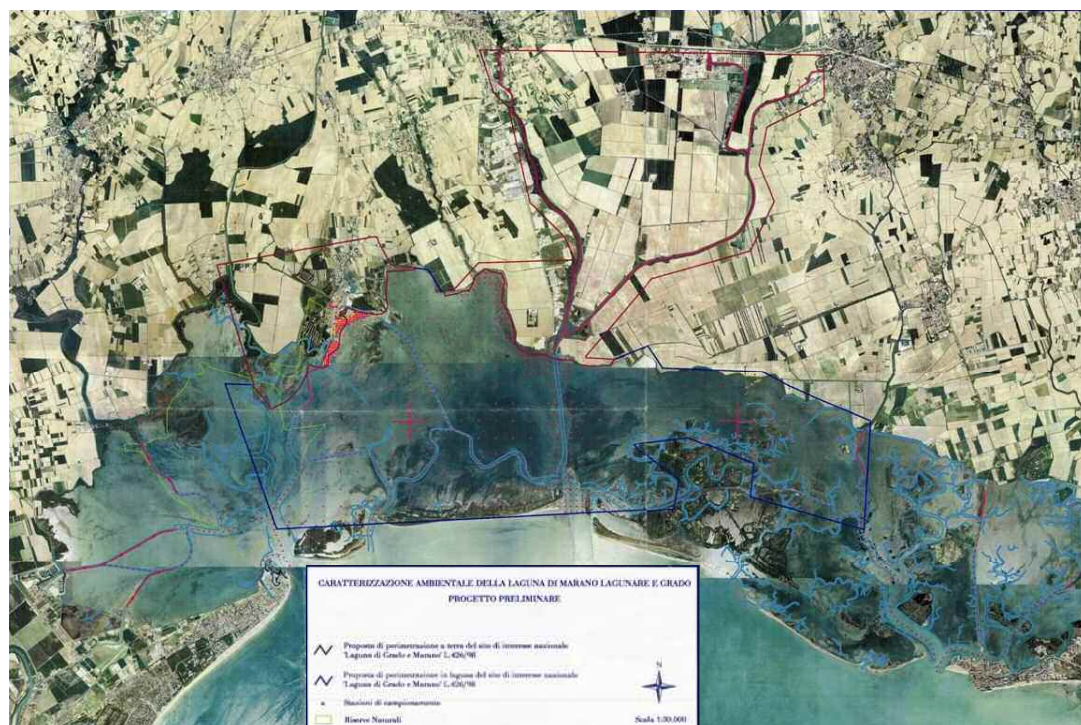 CARATTERIZZAZIONE AMBIENTALE DELLA LAGUNA DI MARANO LAGUNARE E GRADO
PROGETTO PRELIMINARE
N
Proposta di perimetrazione a terra del sito di interesse nazionale
'Laguna di Grado e Marano' L.426/98
Proposta di perimetrazione in laguna del sito di interesse nazionale
'Laguna di Grado e Marano' L.426/98
Stazioni di campionamento
Riserve Naturali
Scala 1:30.000